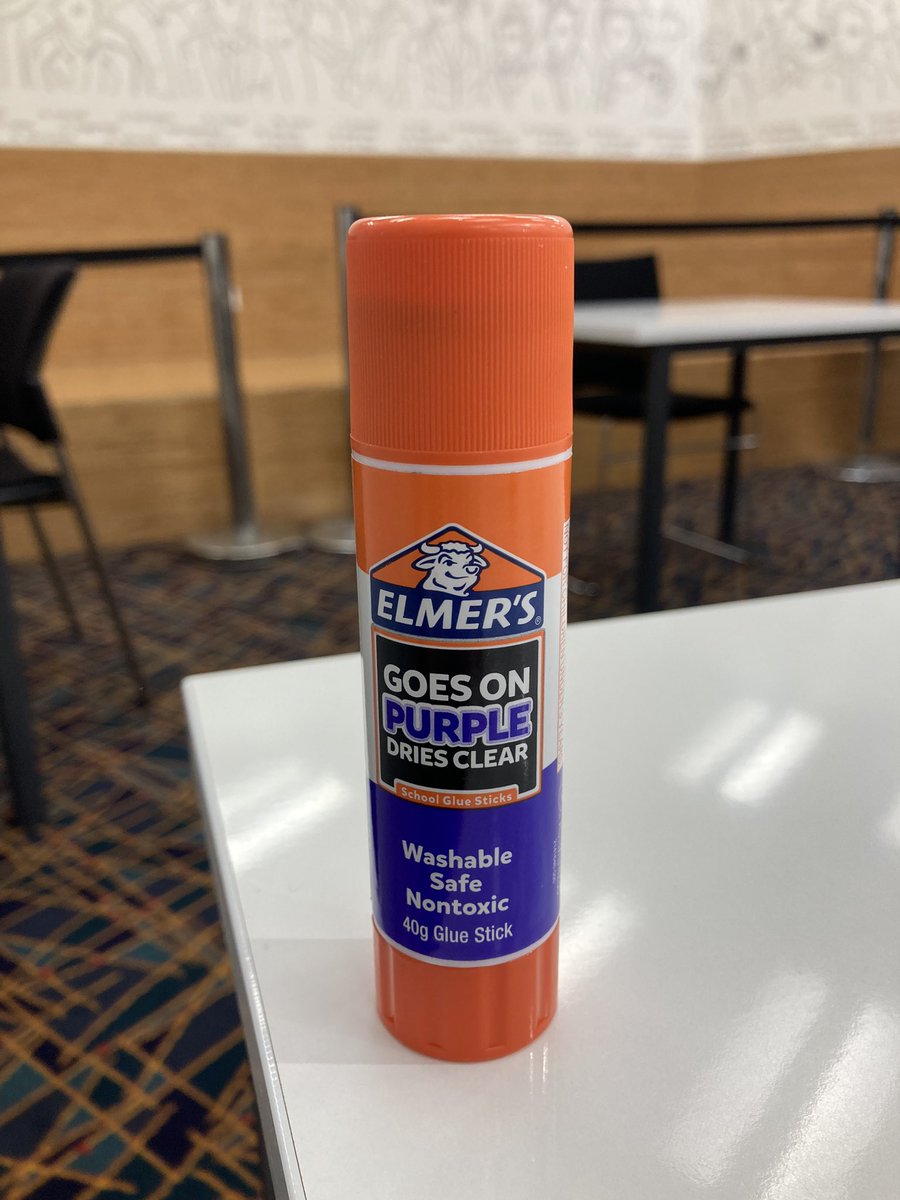 ELMER'S®
GOES ON
PURPLE
DRIES CLEAR
School Glue Sticks
Washable
Safe
Nontoxic
40g Glue Stick